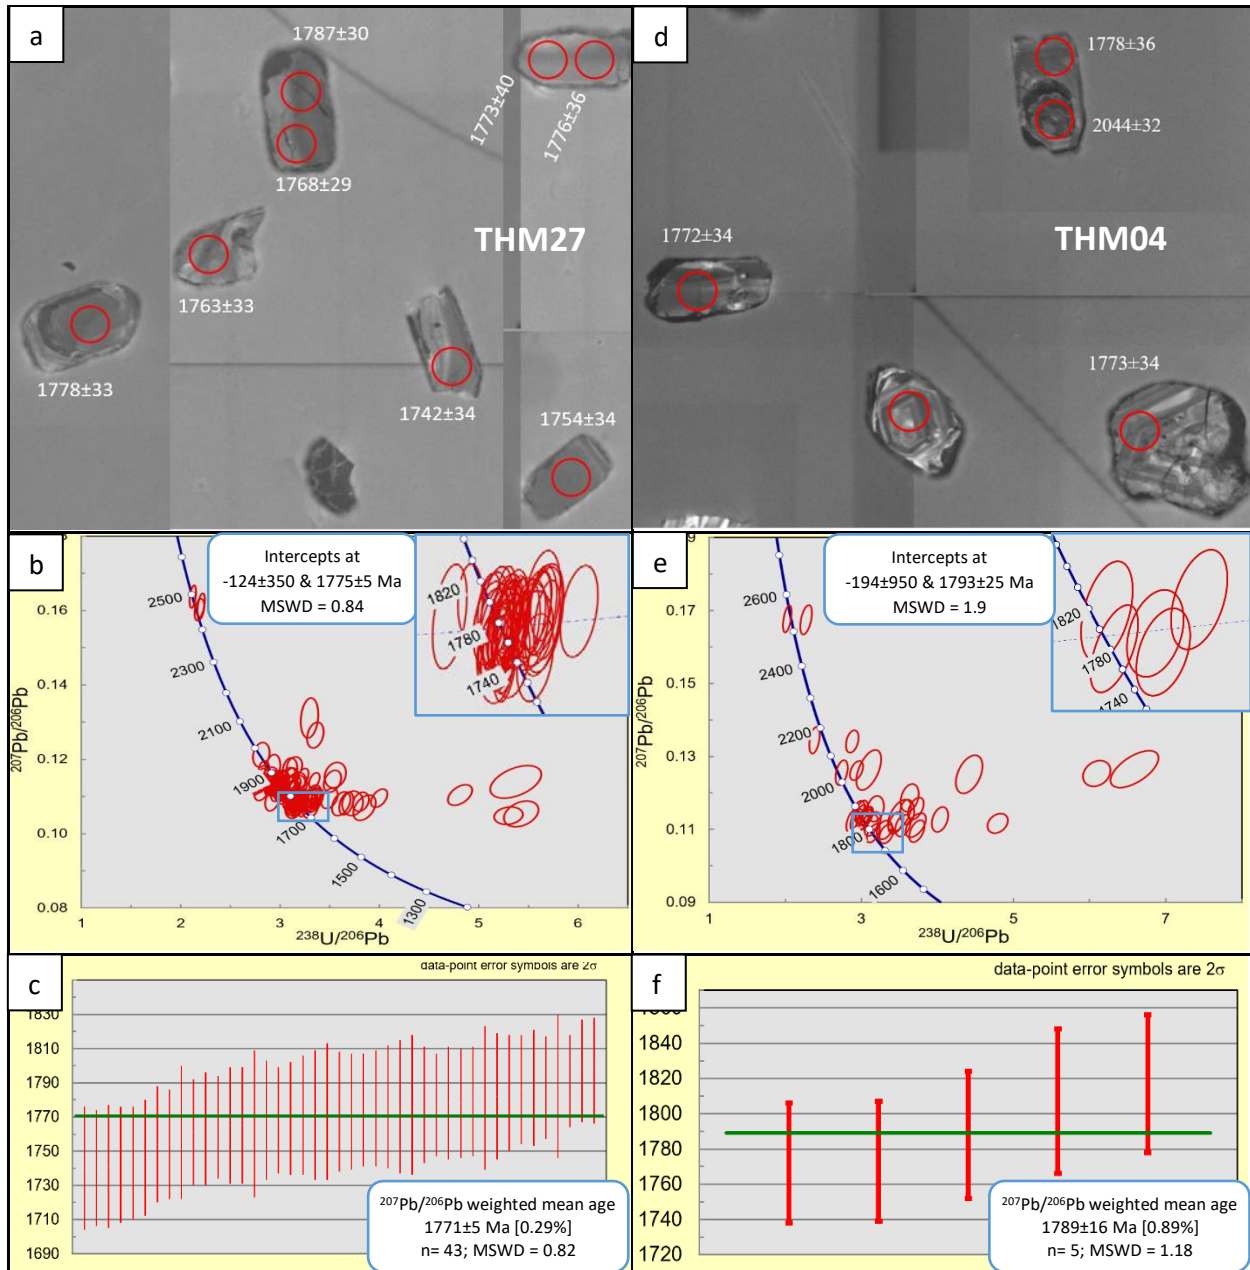 a
1787±30
1773±40
1776±36
1768±29
THM27
1763±33
1778±33
1742±34
1754±34
d
1778±36
2044±32
1772±34
THM04
1773±34
b
Intercepts at
-124±350 & 1775±5 Ma
MSWD = 0.84
1820
1780
1740
2500
2300
2100
1900
1700
1500
1300
0.16
0.14
0.12
0.10
0.08
²⁰⁷Pb/²⁰⁶Pb
1 2 3 4 5 6
²³⁸U/²⁰⁶Pb
e
Intercepts at
-194±950 & 1793±25 Ma
MSWD = 1.9
1820
1780
1740
2600
2400
2200
2000
1800
1600
0.17
0.15
0.13
0.11
0.09
²⁰⁷Pb/²⁰⁶Pb
1 3 5 7
²³⁸U/²⁰⁶Pb
c
data-point error symbols are 2σ
1830
1810
1790
1770
1750
1730
1710
1690
²⁰⁷Pb/²⁰⁶Pb weighted mean age
1771±5 Ma [0.29%]
n= 43; MSWD = 0.82
f
data-point error symbols are 2σ
1840
1820
1800
1780
1760
1740
1720
²⁰⁷Pb/²⁰⁶Pb weighted mean age
1789±16 Ma [0.89%]
n= 5; MSWD = 1.18